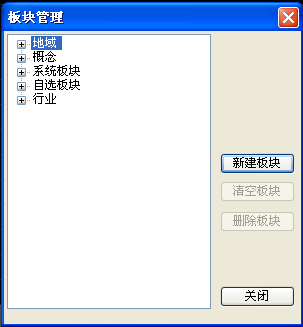 板块管理
地域
概念
系统板块
自选板块
行业
新建板块
清空板块
删除板块
关闭